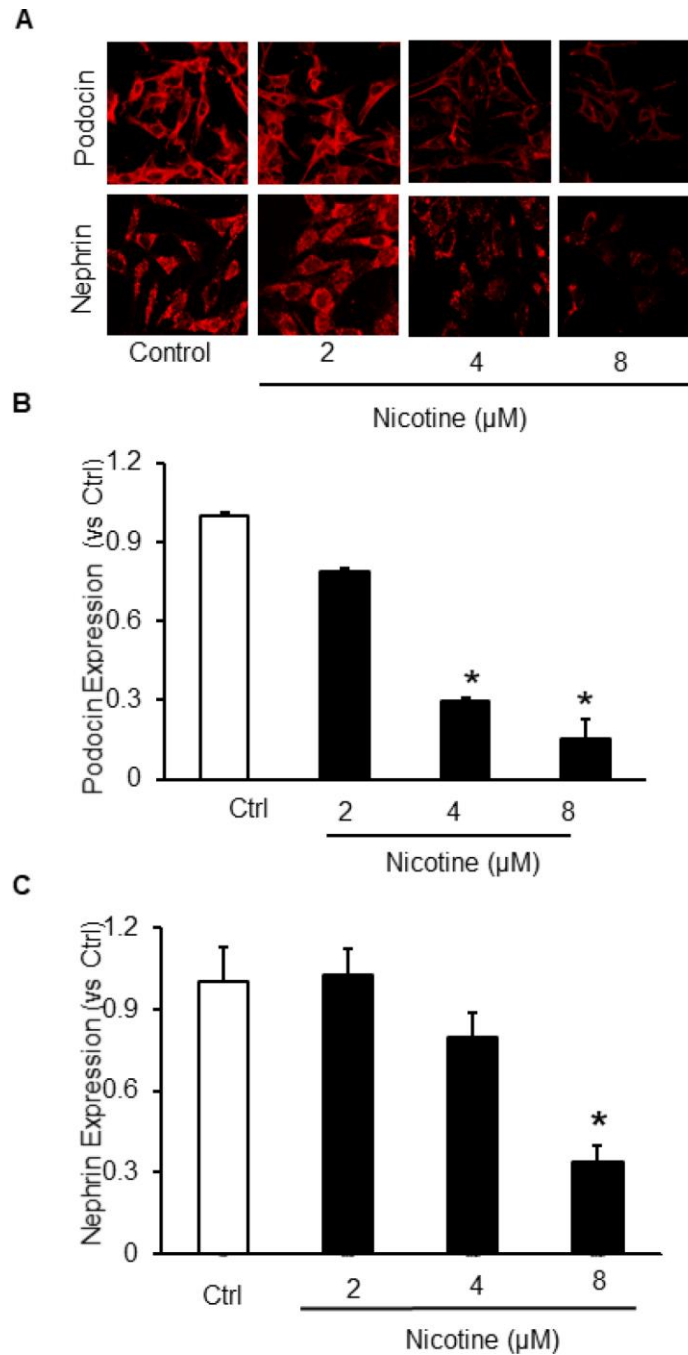 A
Podocin
Nephrin
Control 2 4 8
Nicotine (µM)
B
Podocin Expression (vs Ctrl)
1.2
0.9
0.6
0.3
0
* *
Ctrl 2 4 8
Nicotine (µM)
C
Nephrin Expression (vs Ctrl)
1.2
0.9
0.6
0.3
0
*
Ctrl 2 4 8
Nicotine (µM)